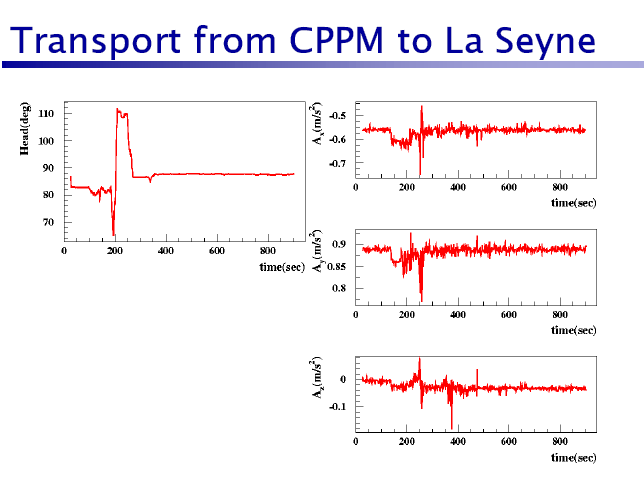 Transport from CPPM to La Seyne
Head(deg)
110
100
90
80
70
0 200 400 600 800
time(sec)
Ax(m/s²)
-0.5
-0.6
-0.7
0 200 400 600 800
time(sec)
Ay(m/s²)
0.9
0.85
0.8
0 200 400 600 800
time(sec)
Az(m/s²)
0
-0.1
0 200 400 600 800
time(sec)